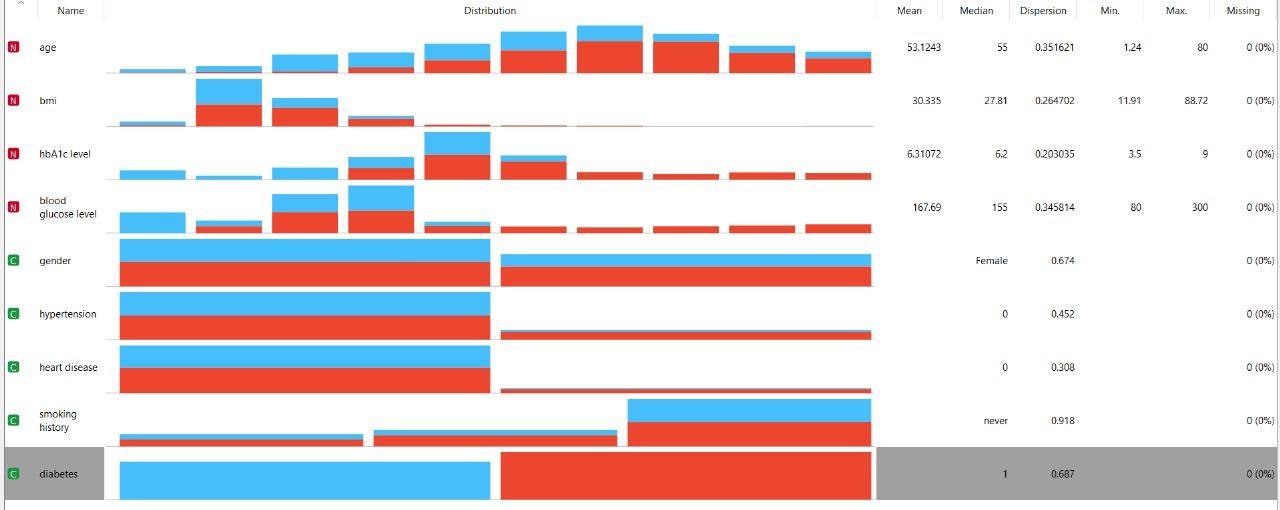 Name Distribution Mean Median Dispersion Min. Max. Missing
N age 53.1243 55 0.351621 1.24 80 0 (0%)
N bmi 30.335 27.81 0.264702 11.91 88.72 0 (0%)
N hbA1c level 6.31072 6.2 0.203035 3.5 9 0 (0%)
N blood
glucose level 167.69 155 0.345814 80 300 0 (0%)
C gender Female 0.674 0 (0%)
C hypertension 0 0.452 0 (0%)
C heart disease 0 0.308 0 (0%)
C smoking
history never 0.918 0 (0%)
C diabetes 1 0.687 0 (0%)